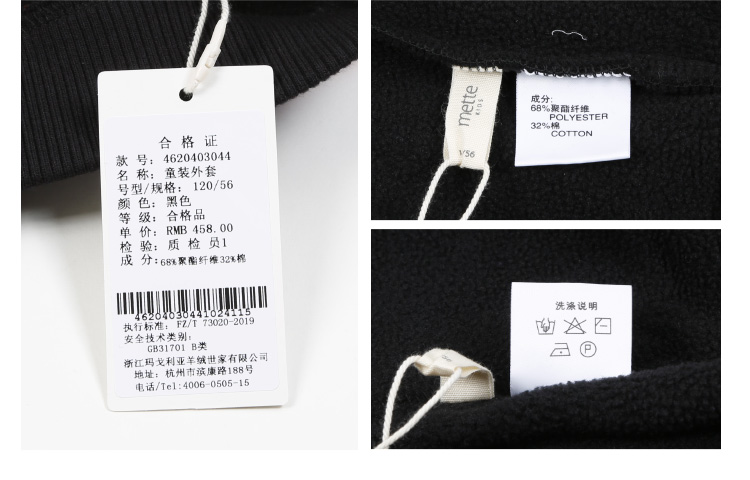 合格证
款 号: 4620403044
名 称: 童装外套
号型/规格: 120/56
颜 色: 黑色
等 级: 合格品
单 价: RMB 458.00
检 验: 质 检 员1
成 分:68%聚酯纤维32%棉
46204030441024115
执行标准: FZ/T 73020-2019
安全技术类别:
GB31701 B类
浙江玛戈利亚羊绒世家有限公司
地址: 杭州市滨康路188号
电话/Tel:4006-0505-15
mette
KIDS
V56
成分:
68%聚酯纤维
POLYESTER
32%棉
COTTON
洗涤说明
P